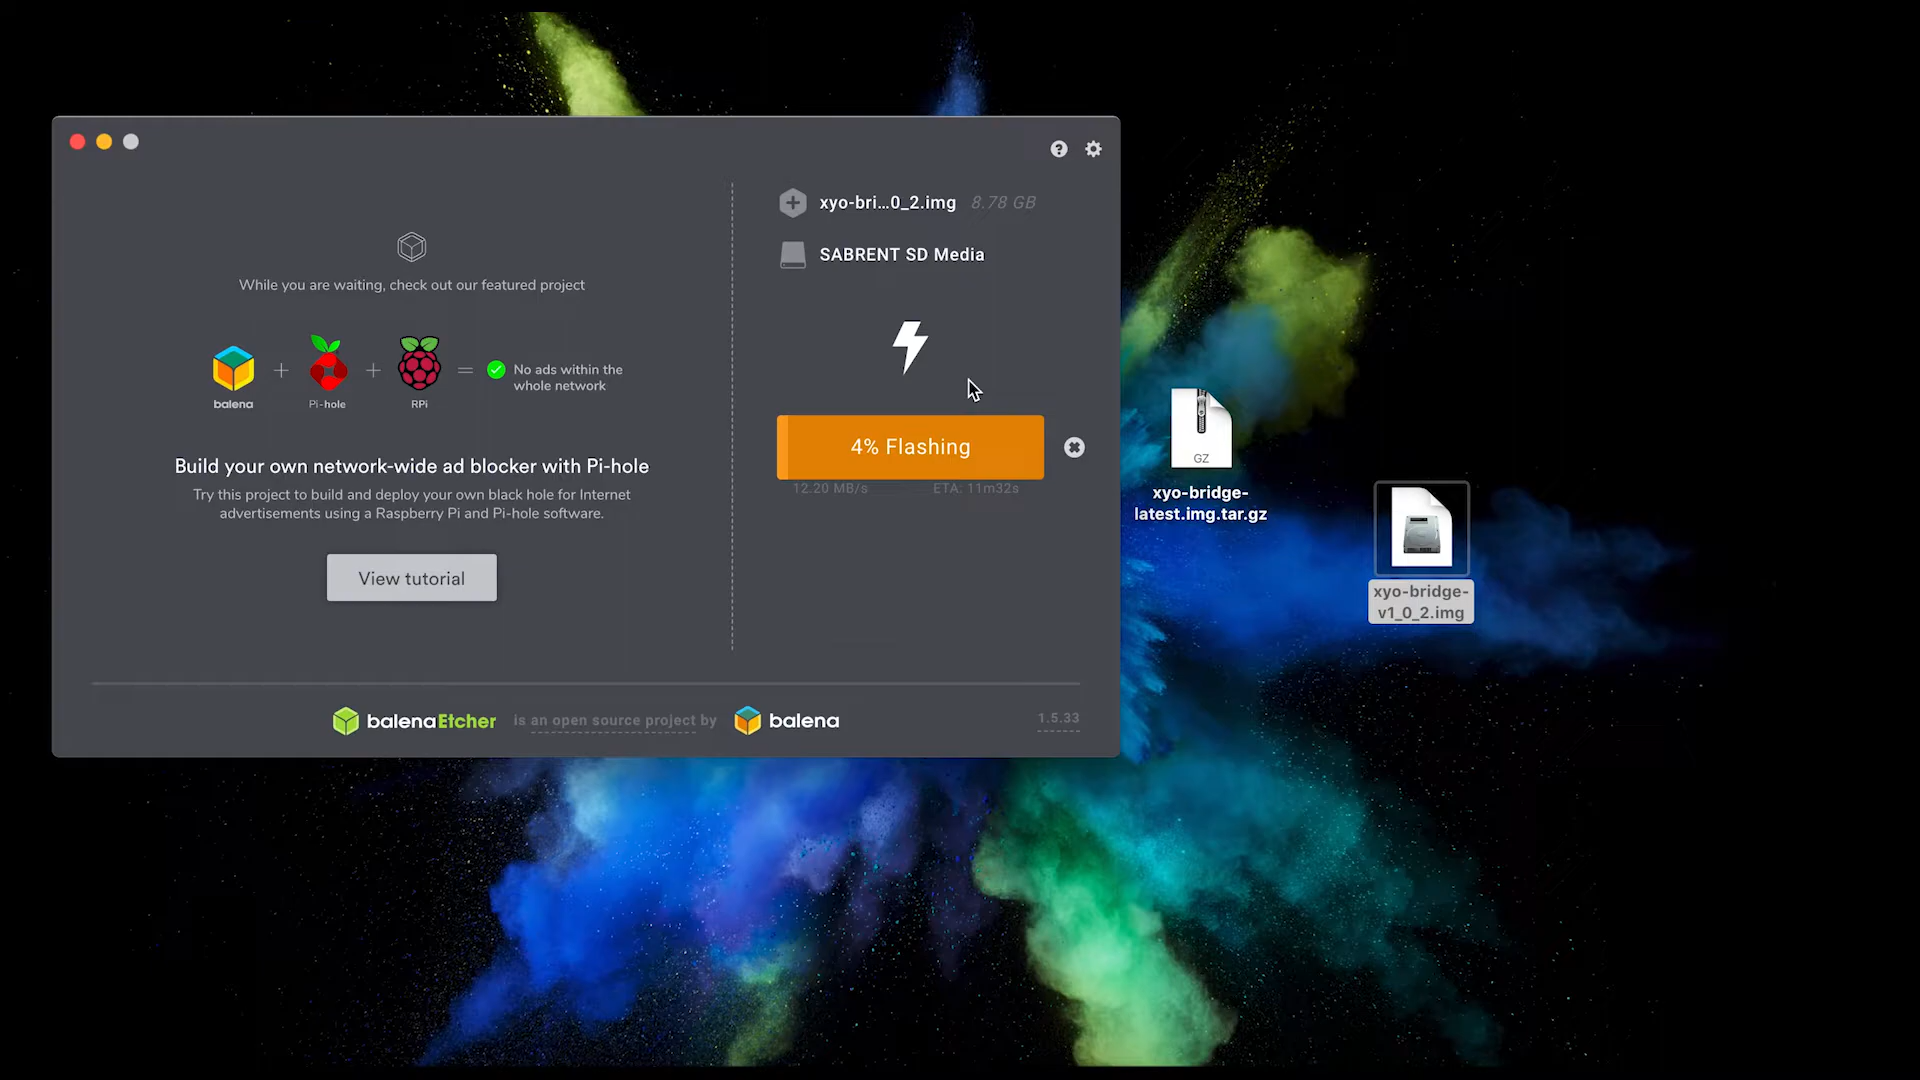 While you are waiting, check out our featured project
balena
+
Pi-hole
+
RPi
=
No ads within the
whole network
Build your own network-wide ad blocker with Pi-hole
Try this project to build and deploy your own black hole for Internet
advertisements using a Raspberry Pi and Pi-hole software.
View tutorial
xyo-bri...0_2.img 8.78 GB
SABRENT SD Media
4% Flashing
12.20 MB/s ETA: 11m32s
balenaEtcher is an open source project by balena
1.5.33
GZ
xyo-bridge-
latest.img.tar.gz
xyo-bridge-
v1_0_2.img